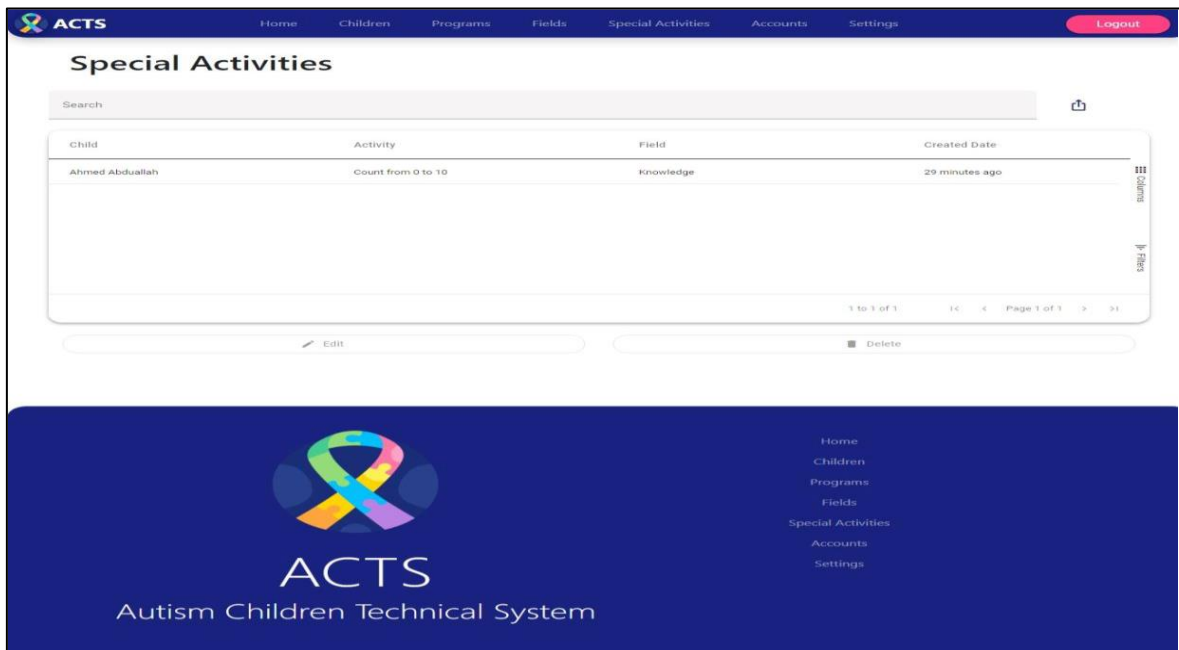 ACTS Home Children Programs Fields Special Activities Accounts Settings Logout
Special Activities
Search
Child Activity Field Created Date
Ahmed Abduallah Count from 0 to 10 Knowledge 29 minutes ago
Columns
Filters
1 to 1 of 1 Page 1 of 1
Edit Delete
Home
Children
Programs
Fields
Special Activities
Accounts
Settings
ACTS
Autism Children Technical System